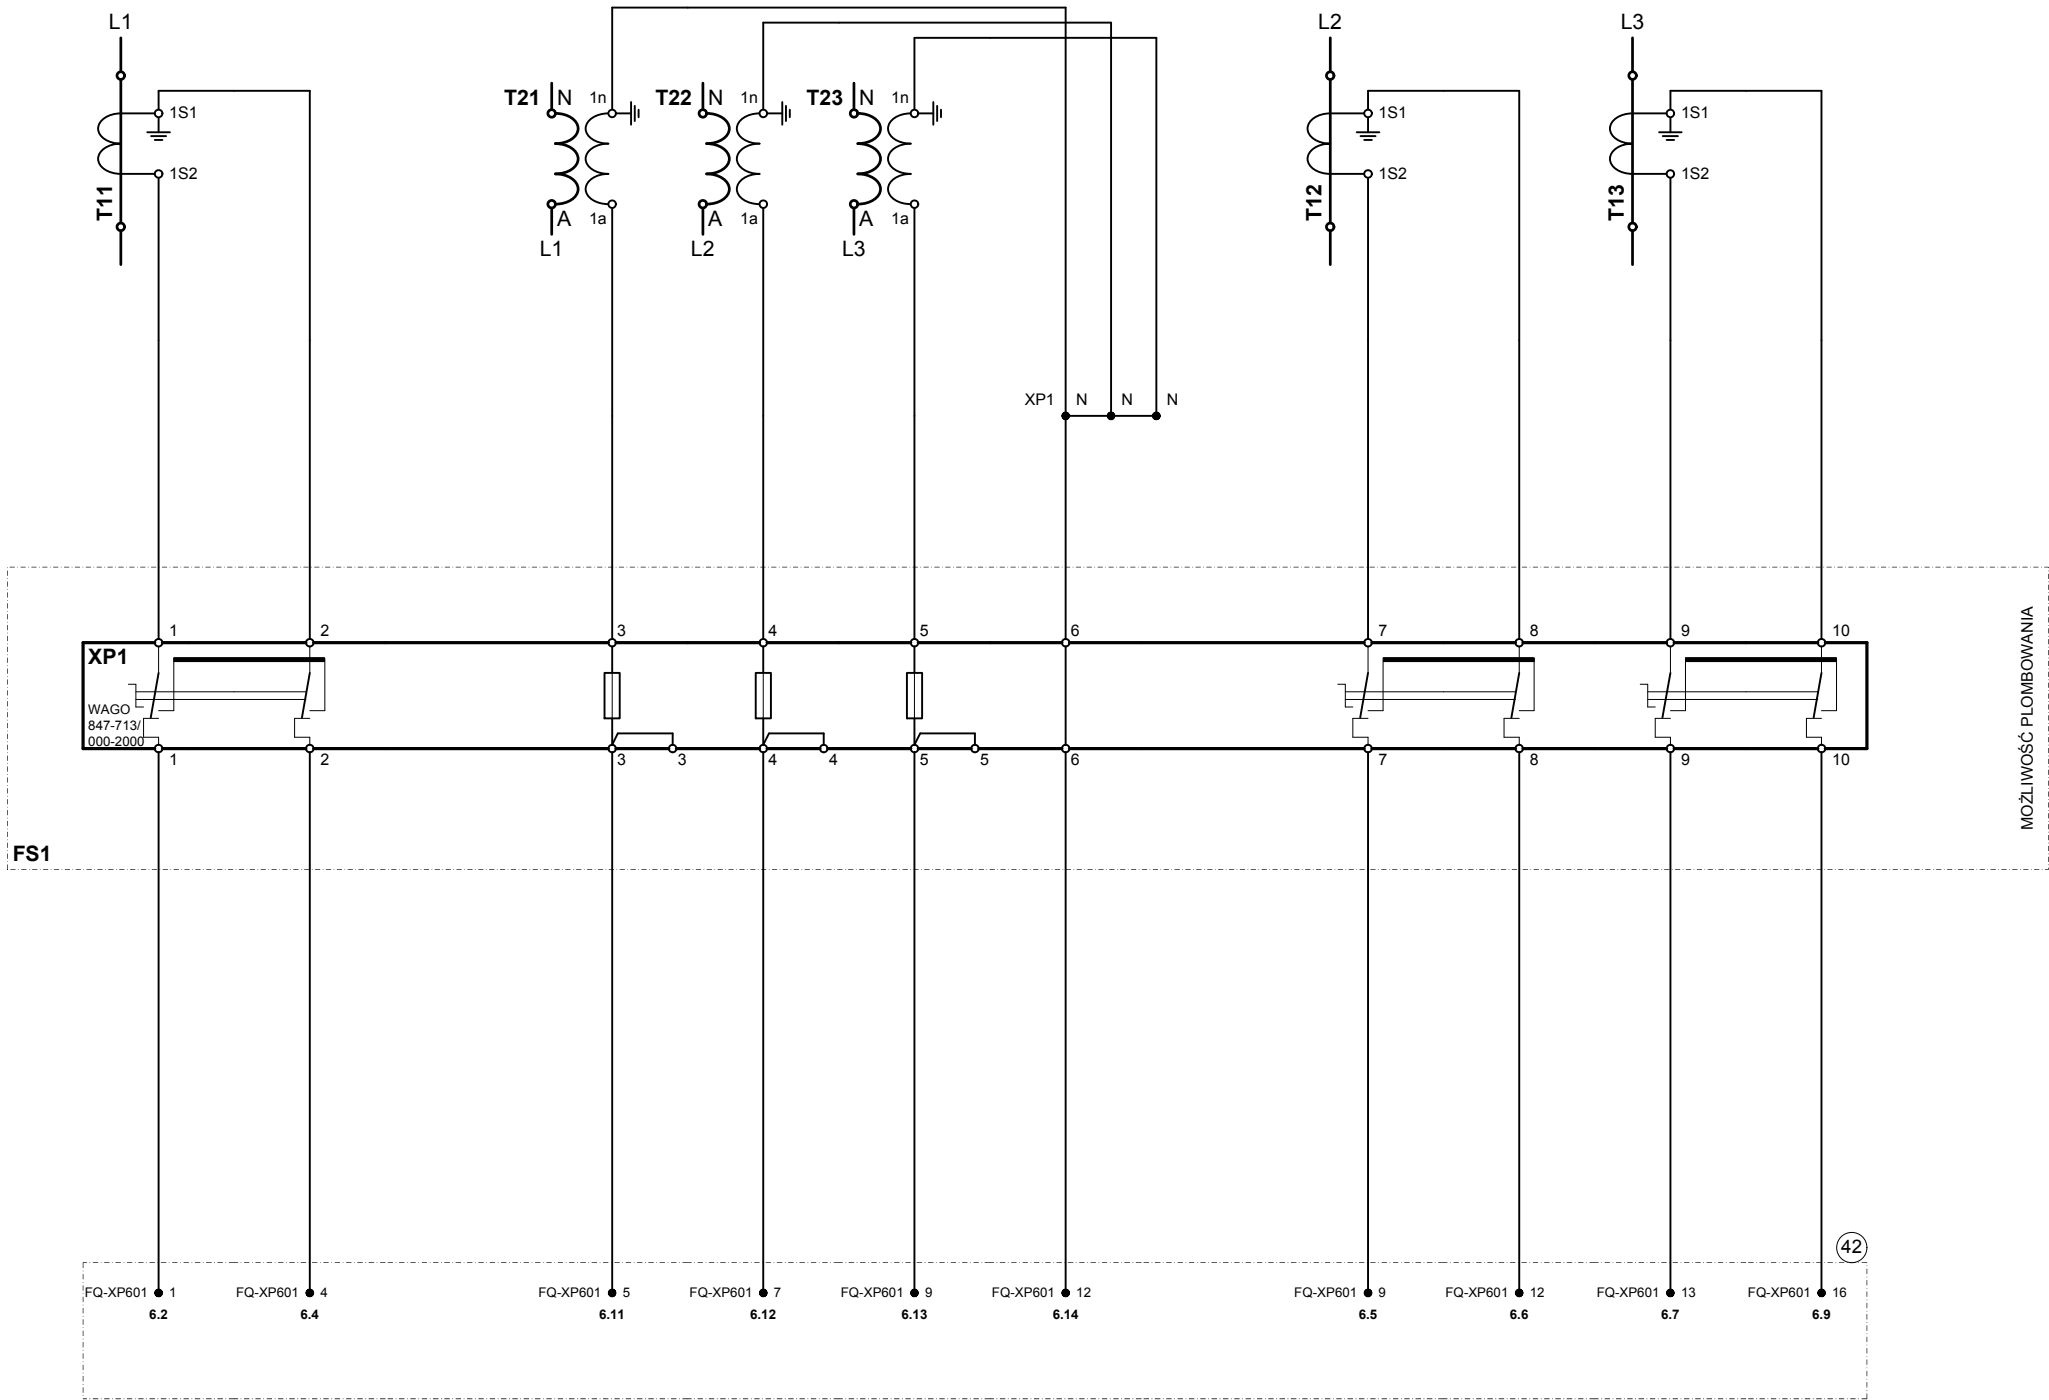 L1
L2
L3
T21 N 1n
T22 N 1n
T23 N 1n
1S1
1S1
1S1
1S2
1S2
1S2
T11
T12
T13
A 1a
A 1a
A 1a
L1
L2
L3
XP1 N N N
1 2 3 4 5 6 7 8 9 10
XP1
WAGO
847-713/
000-2000
1 2 3 3 4 4 5 5 6 7 8 9 10
MOŻLIWOŚĆ PLOMBOWANIA
FS1
42
FQ-XP601 1
FQ-XP601 4
FQ-XP601 5
FQ-XP601 7
FQ-XP601 9
FQ-XP601 12
FQ-XP601 9
FQ-XP601 12
FQ-XP601 13
FQ-XP601 16
6.2
6.4
6.11
6.12
6.13
6.14
6.5
6.6
6.7
6.9